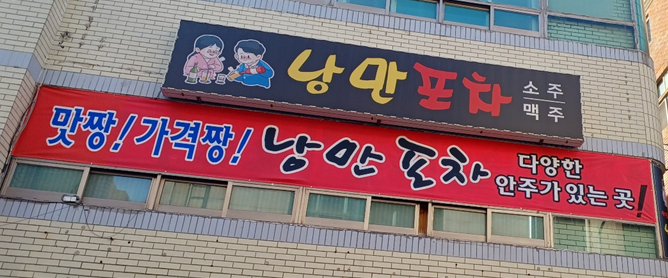 낭만포차 소주
맥주
맛짱! 가격짱! 낭만포차 다양한
안주가 있는 곳!